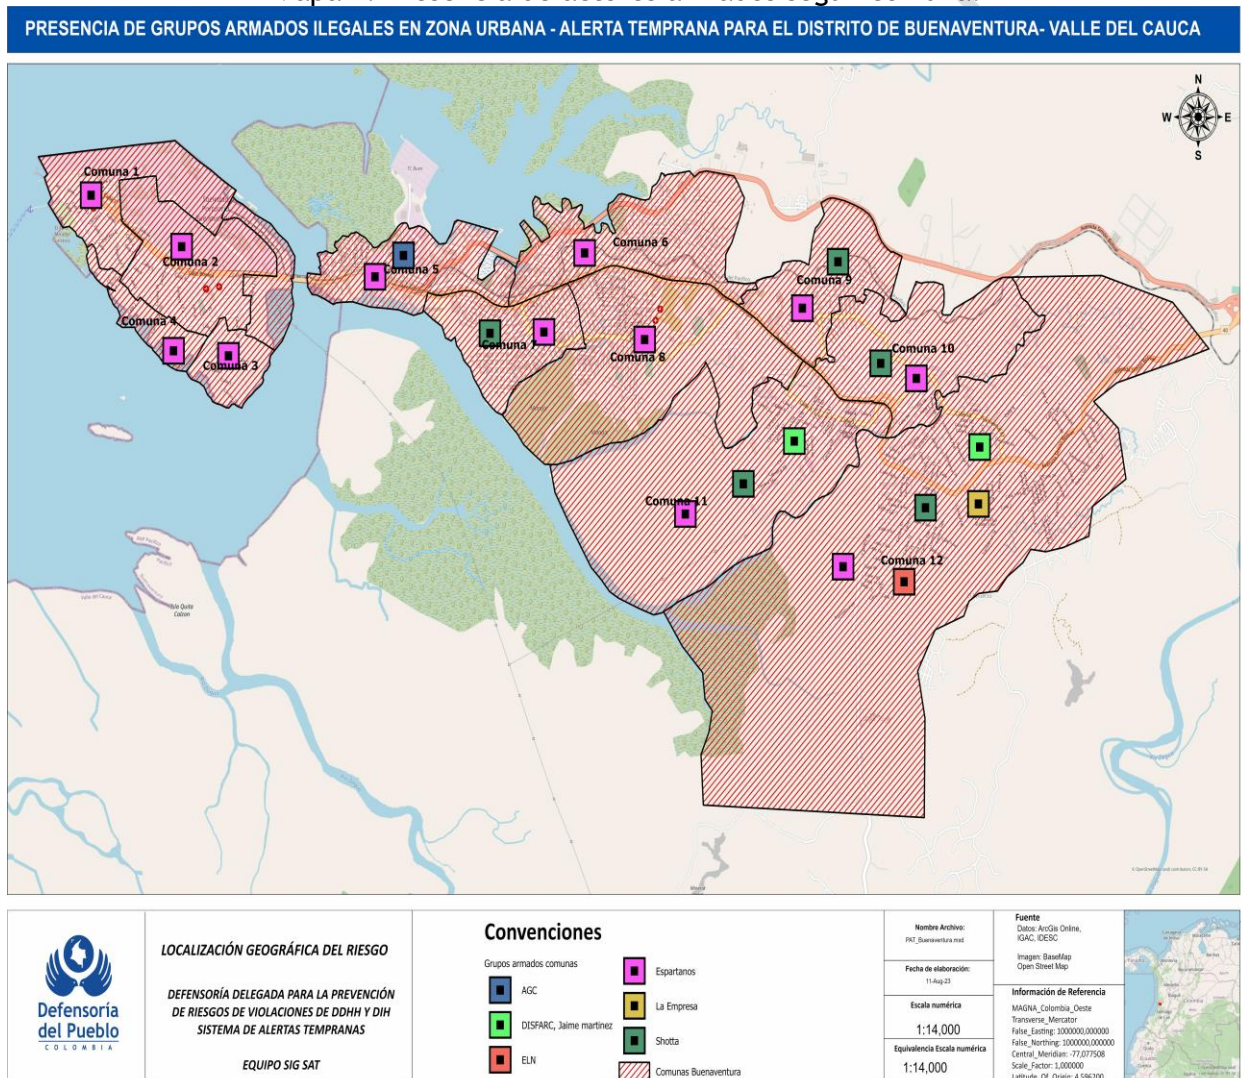 PRESENCIA DE GRUPOS ARMADOS ILEGALES EN ZONA URBANA - ALERTA TEMPRANA PARA EL DISTRITO DE BUENAVENTURA- VALLE DEL CAUCA
N
W
E
S
Comuna 1
Comuna 2
Comuna 6
Comuna 5
Comuna 9
Comuna 4
Comuna 3
Comuna 7
Comuna 8
Comuna 10
Comuna 11
Comuna 12
Valle del Cauca
Defensoría
del Pueblo
COLOMBIA
LOCALIZACIÓN GEOGRÁFICA DEL RIESGO
DEFENSORÍA DELEGADA PARA LA PREVENCIÓN
DE RIESGOS DE VIOLACIONES DE DDHH Y DIH
SISTEMA DE ALERTAS TEMPRANAS
EQUIPO SIG SAT
Convenciones
Grupos armados comunas
AGC
DISFARC, Jaime martinez
ELN
Espartanos
La Empresa
Shotta
Comunas Buenaventura
Nombre Archivo:
PAT_Buenaventura.mxd
Fecha de elaboración:
11-Aug-23
Escala numérica
1:14,000
Equivalencia Escala numérica
1:14,000
Fuente
Datos: ArcGis Online,
IGAC, IDESC
Imagen: BaseMap
Open Street Map
Información de Referencia
MAGNA_Colombia_Oeste
Transverse_Mercator
False_Easting: 1000000,000000
False_Northing: 1000000,000000
Central_Meridian: -77,077508
Scale_Factor: 1,000000
Latitude_Of_Origin: 4,596200